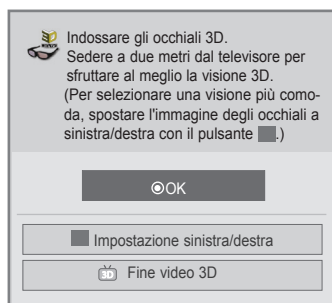 Indossare gli occhiali 3D.
Sedere a due metri dal televisore per
sfruttare al meglio la visione 3D.
(Per selezionare una visione più como-
da, spostare l'immagine degli occhiali a
sinistra/destra con il pulsante .)
OK
Impostazione sinistra/destra
3D Fine video 3D